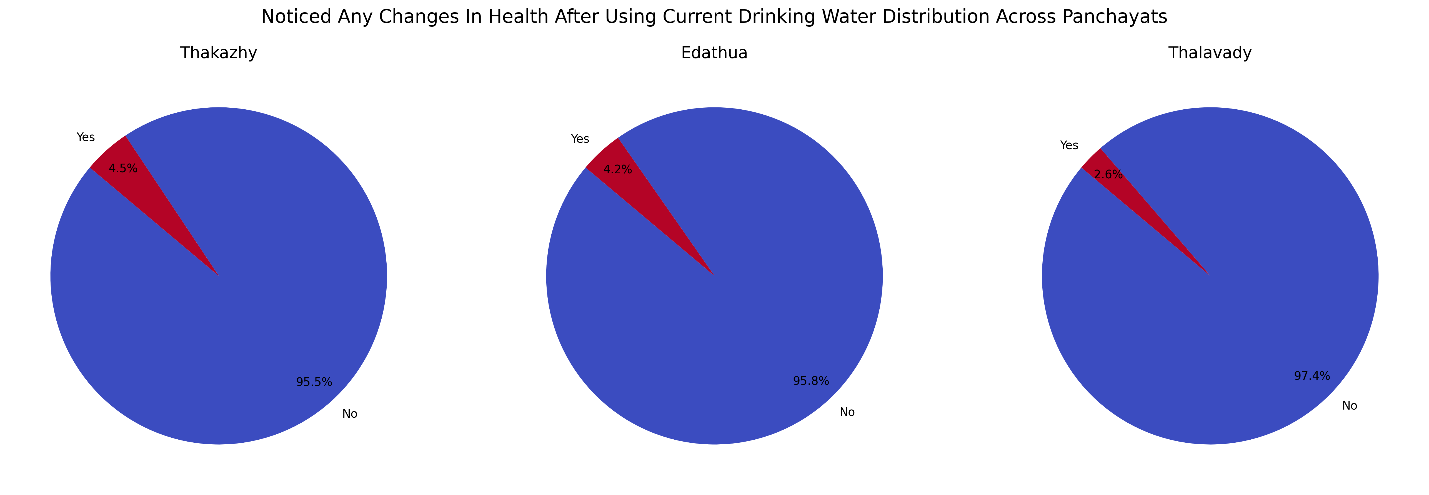 Noticed Any Changes In Health After Using Current Drinking Water Distribution Across Panchayats
Thakazhy
Yes
4.5%
95.5%
No
Edathua
Yes
4.2%
95.8%
No
Thalavady
Yes
2.6%
97.4%
No